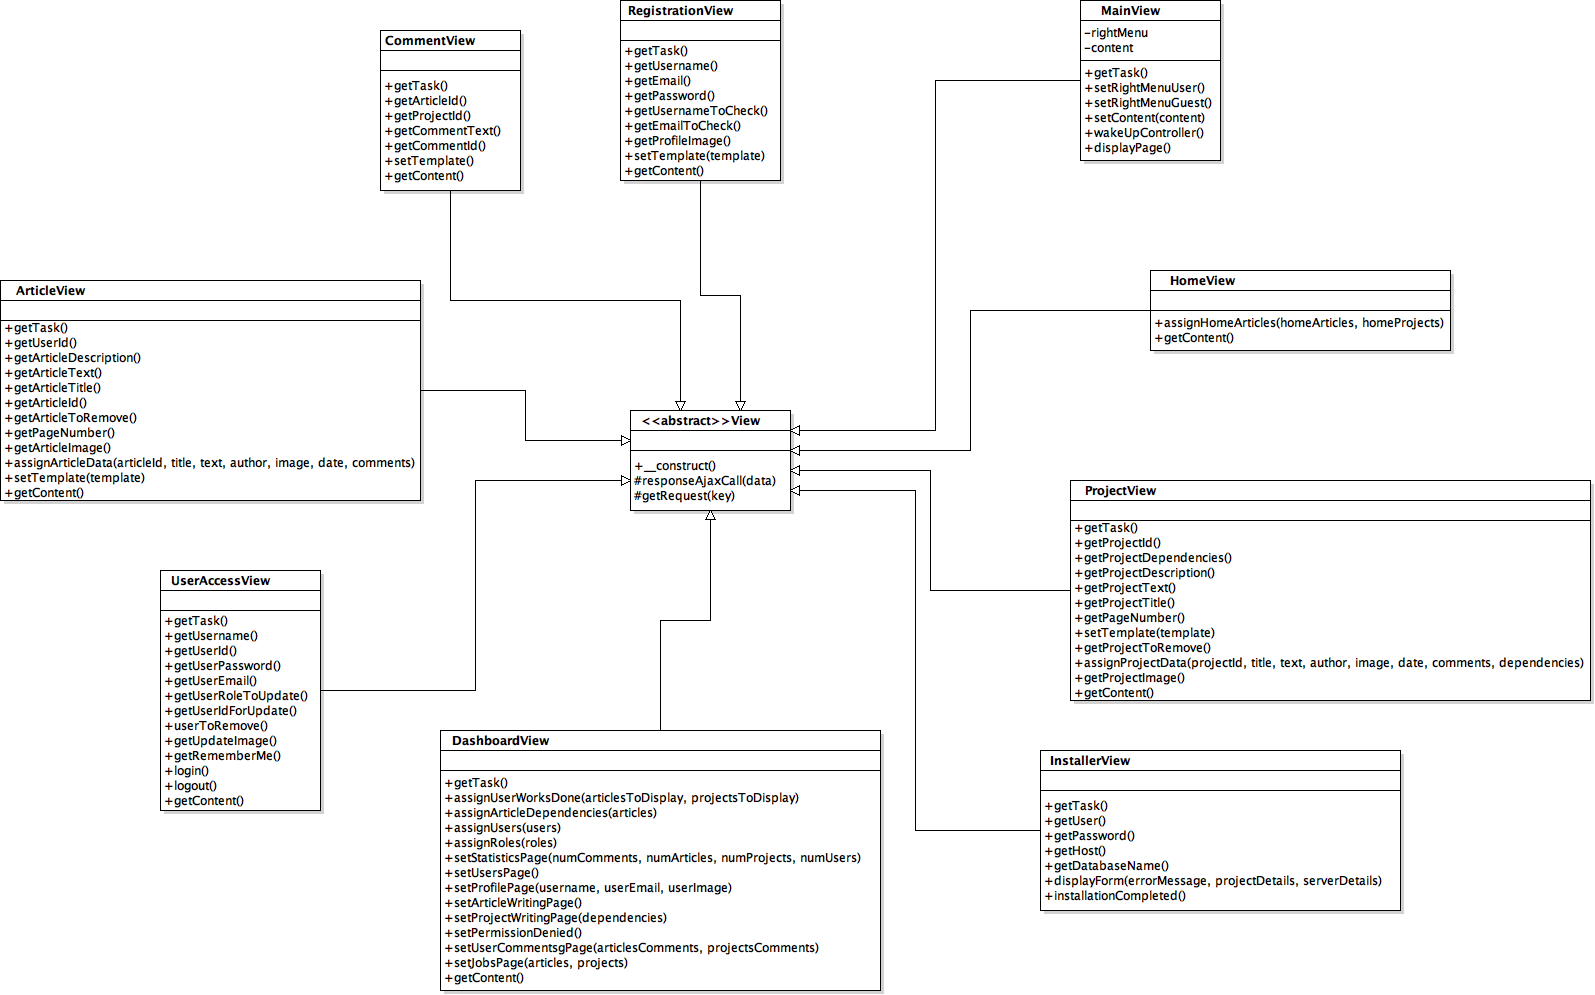 RegistrationView
+getTask()
+getUsername()
+getEmail()
+getPassword()
+getUsernameToCheck()
+getEmailToCheck()
+getProfileImage()
+setTemplate(template)
+getContent()
MainView
-rightMenu
-content
+getTask()
+setRightMenuUser()
+setRightMenuGuest()
+setContent(content)
+wakeUpController()
+displayPage()
CommentView
+getTask()
+getArticleId()
+getProjectId()
+getCommentText()
+getCommentId()
+setTemplate()
+getContent()
ArticleView
+getTask()
+getUserId()
+getArticleDescription()
+getArticleText()
+getArticleTitle()
+getArticleId()
+getArticleToRemove()
+getPageNumber()
+getArticleImage()
+assignArticleData(articleId, title, text, author, image, date, comments)
+setTemplate(template)
+getContent()
HomeView
+assignHomeArticles(homeArticles, homeProjects)
+getContent()
<<abstract>>View
+__construct()
#responseAjaxCall(data)
#getRequest(key)
ProjectView
+getTask()
+getProjectId()
+getProjectDependencies()
+getProjectDescription()
+getProjectText()
+getProjectTitle()
+getPageNumber()
+setTemplate(template)
+getProjectToRemove()
+assignProjectData(projectId, title, text, author, image, date, comments, dependencies)
+getProjectImage()
+getContent()
UserAccessView
+getTask()
+getUsername()
+getUserId()
+getUserPassword()
+getUserEmail()
+getUserRoleToUpdate()
+getUserIdForUpdate()
+userToRemove()
+getUpdateImage()
+getRememberMe()
+login()
+logout()
+getContent()
DashboardView
+getTask()
+assignUserWorksDone(articlesToDisplay, projectsToDisplay)
+assignArticleDependencies(articles)
+assignUsers(users)
+assignRoles(roles)
+setStatisticsPage(numComments, numArticles, numProjects, numUsers)
+setUsersPage()
+setProfilePage(username, userEmail, userImage)
+setArticleWritingPage()
+setProjectWritingPage(dependencies)
+setPermissionDenied()
+setUserCommentsgPage(articlesComments, projectsComments)
+setJobsPage(articles, projects)
+getContent()
InstallerView
+getTask()
+getUser()
+getPassword()
+getHost()
+getDatabaseName()
+displayForm(errorMessage, projectDetails, serverDetails)
+installationCompleted()